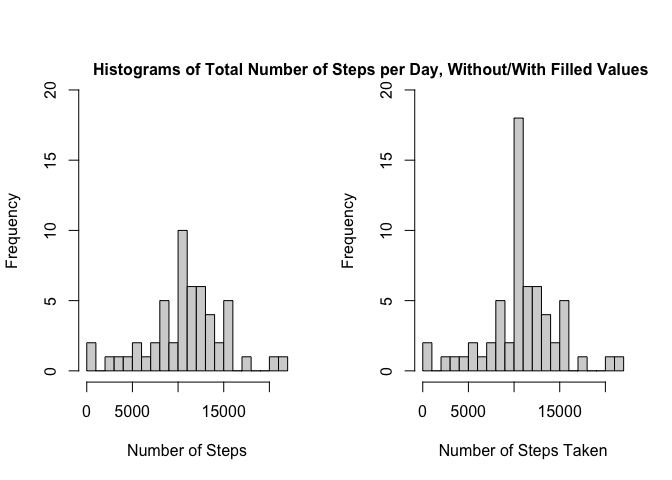 Histograms of Total Number of Steps per Day, Without/With Filled Values
Frequency
20
15
10
5
0
0 5000 15000
Number of Steps
Frequency
20
15
10
5
0
0 5000 15000
Number of Steps Taken